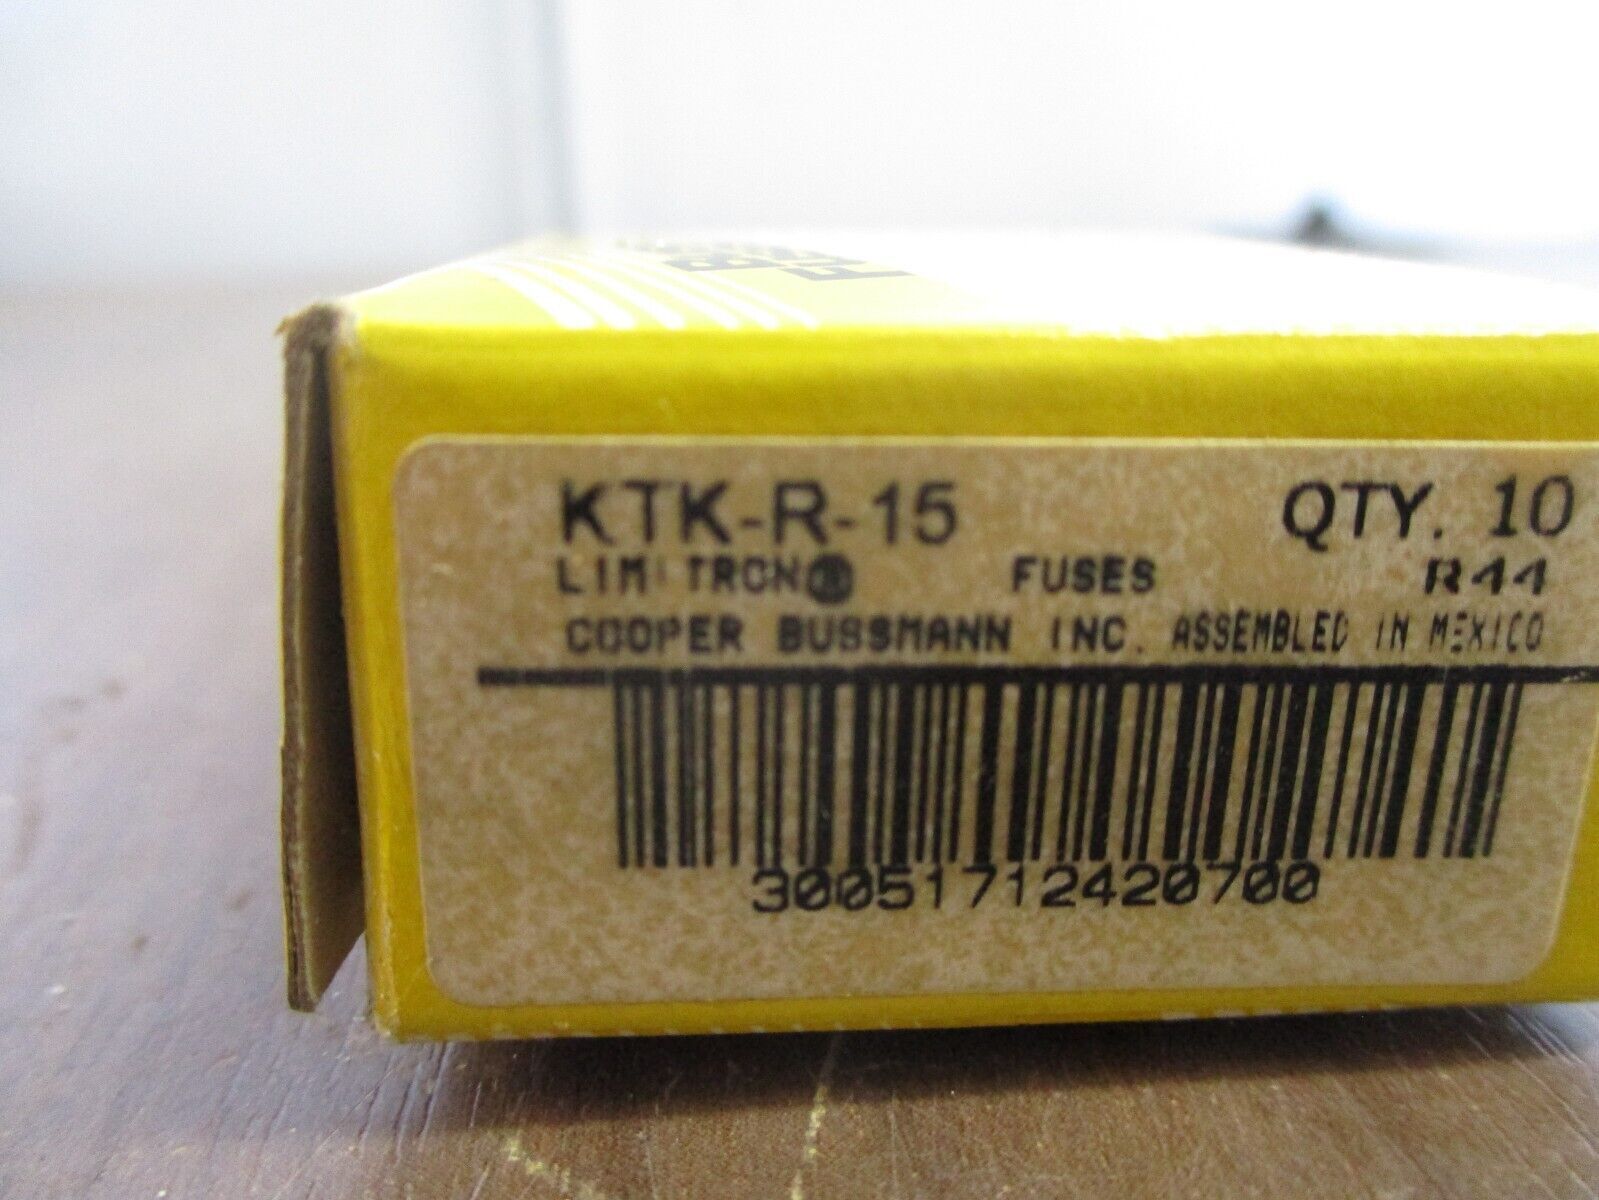 KTK-R-15 QTY. 10
LIMITRON® FUSES R44
COOPER BUSSMANN INC. ASSEMBLED IN MEXICO
30051712420700